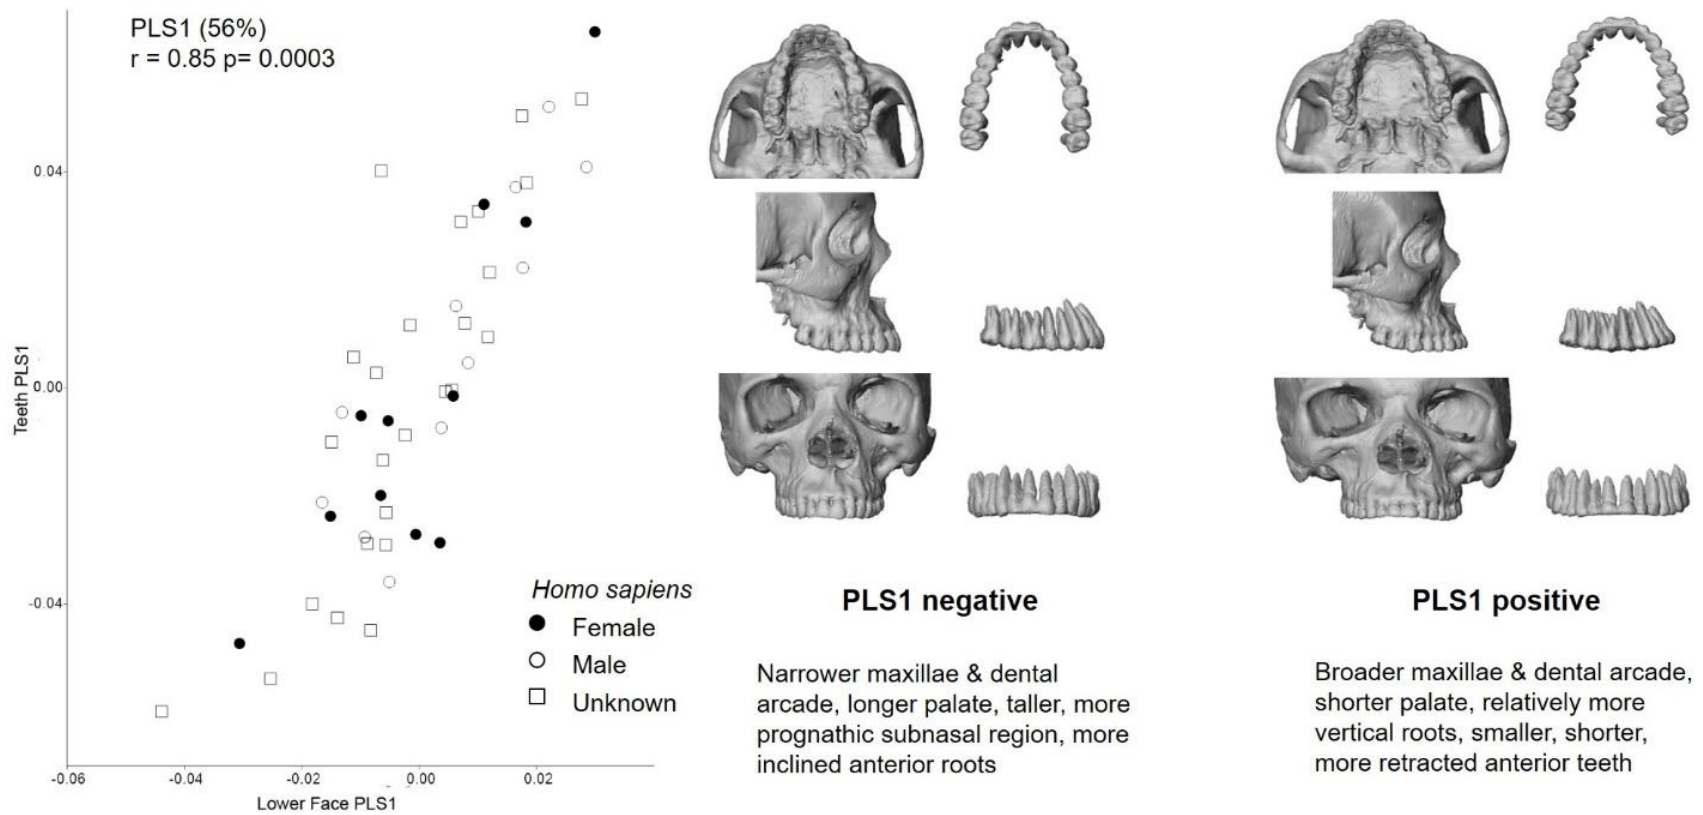 PLS1 (56%)
r = 0.85 p= 0.0003
0.04
0.00
-0.04
Teeth PLS1
-0.06
-0.04
-0.02
0.00
0.02
Lower Face PLS1
Homo sapiens
Female
Male
Unknown
PLS1 negative
Narrower maxillae & dental
arcade, longer palate, taller, more
prognathic subnasal region, more
inclined anterior roots
PLS1 positive
Broader maxillae & dental arcade,
shorter palate, relatively more
vertical roots, smaller, shorter,
more retracted anterior teeth